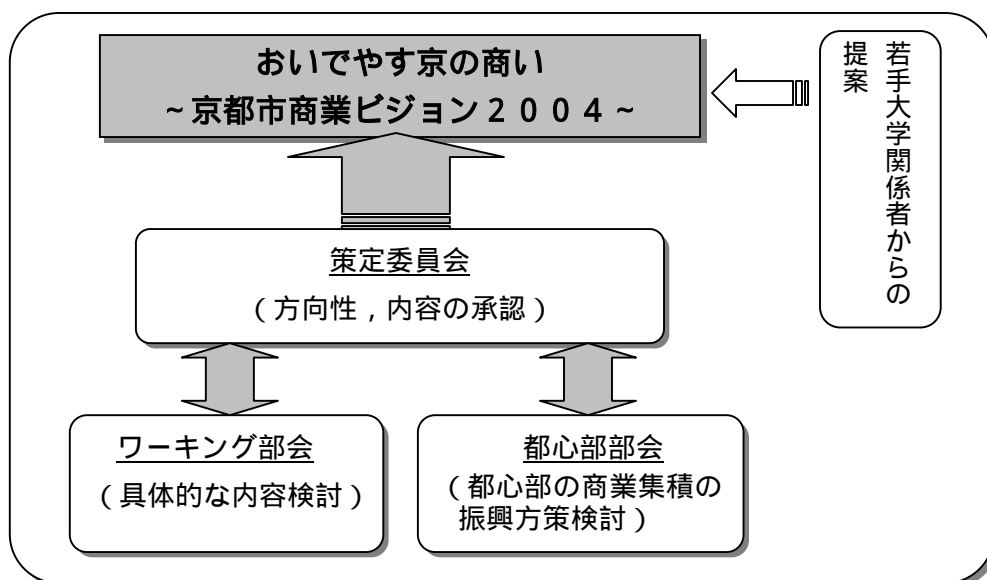 おいでやす京の商い
~京都市商業ビジョン２００４~
若手大学関係者からの
提案
策定委員会
（方向性，内容の承認）
ワーキング部会
（具体的な内容検討）
都心部部会
（都心部の商業集積の
振興方策検討）